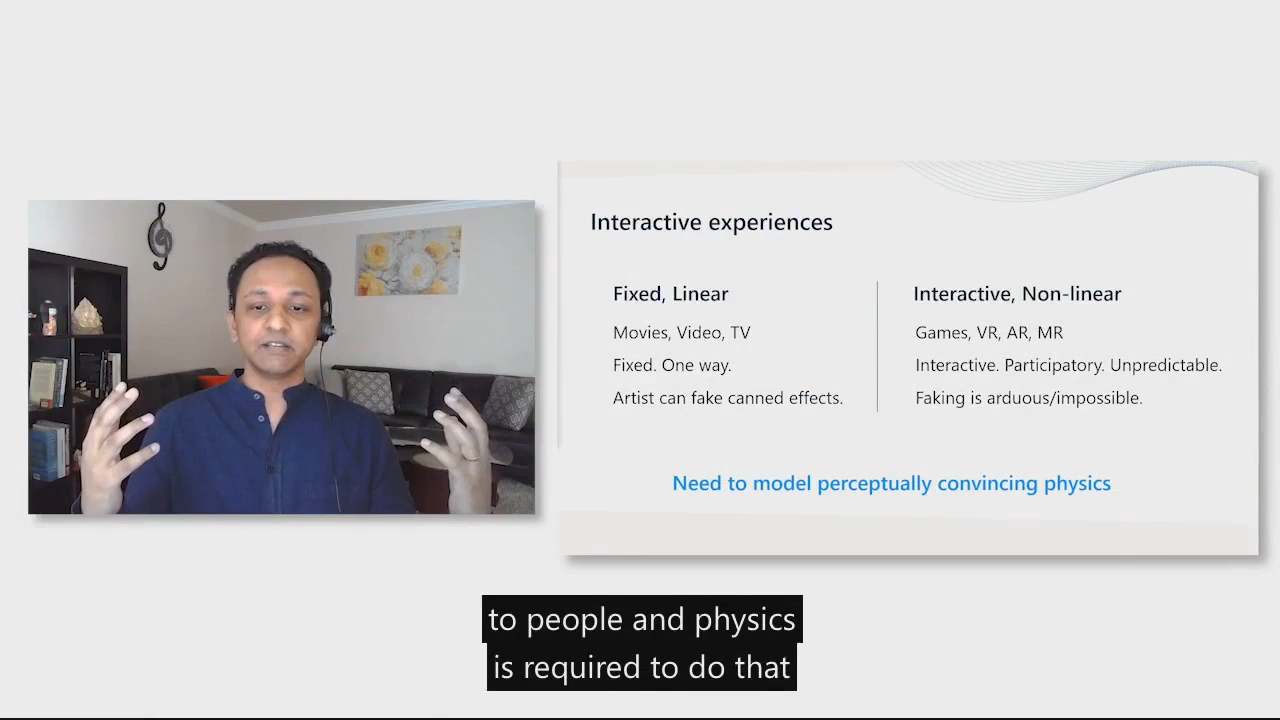 Interactive experiences
Fixed, Linear
Movies, Video, TV
Fixed. One way.
Artist can fake canned effects.
Interactive, Non-linear
Games, VR, AR, MR
Interactive. Participatory. Unpredictable.
Faking is arduous/impossible.
Need to model perceptually convincing physics
to people and physics
is required to do that